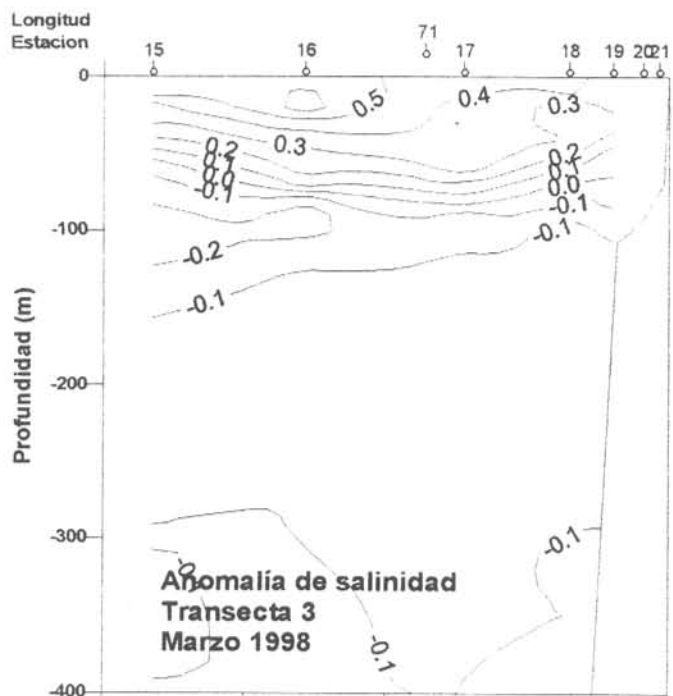 Longitud
Estacion
71
15 16 17 18 19 20 21
0
0.5 0.4 0.3
0.3
0.2 0.2
0.1 0.1
0.0 0.0
-0.1 -0.1
-100
-0.1
-0.2
-0.1
Profundidad (m)
-200
-300
-0.1
Anomalía de salinidad
Transecta 3
Marzo 1998
-0.1
-400